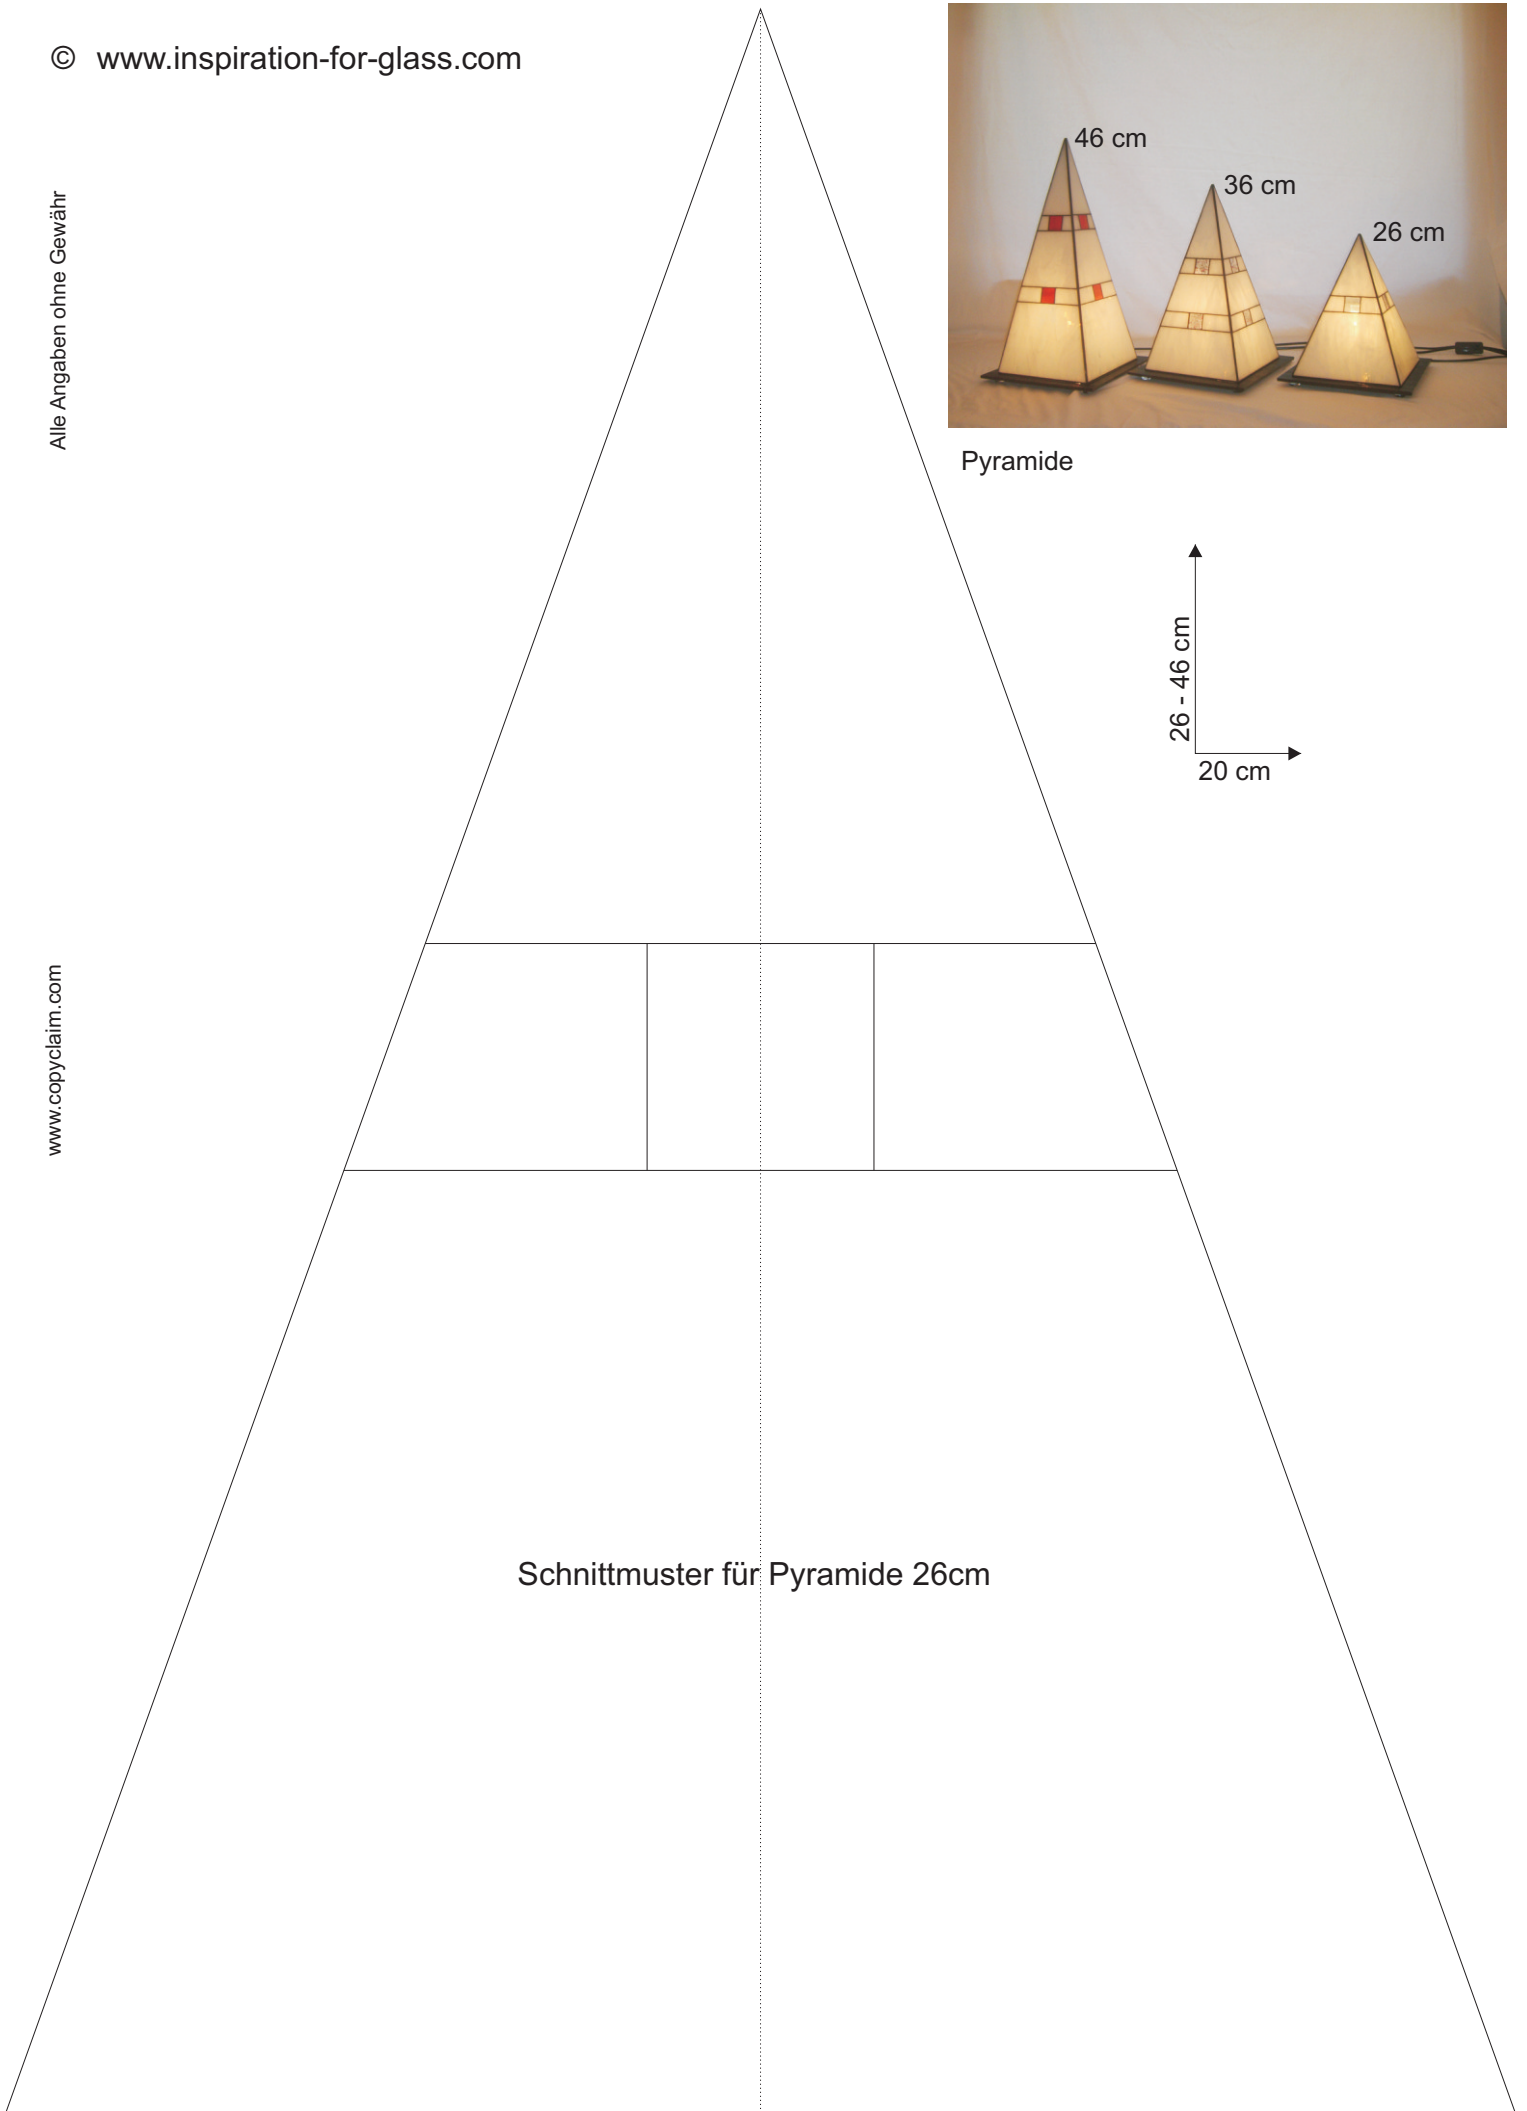 © www.inspiration-for-glass.com
Alle Angaben ohne Gewähr
46 cm
36 cm
26 cm
Pyramide
26 - 46 cm
20 cm
www.copyclaim.com
Schnittmuster für Pyramide 26cm